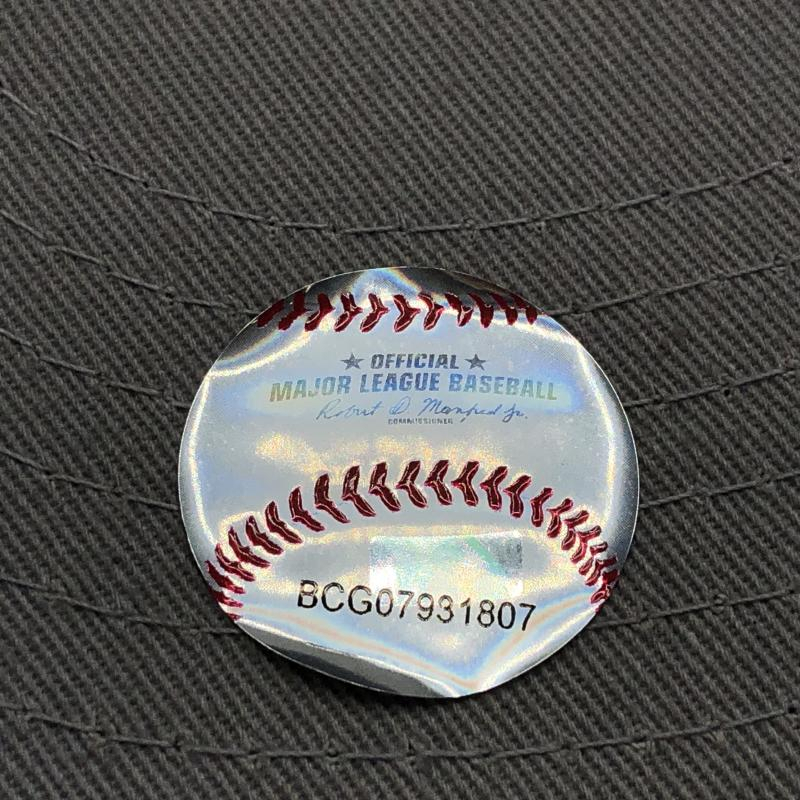 ★ OFFICIAL ★
MAJOR LEAGUE BASEBALL
Robert D. Manfred Jr.
COMMISSIONER
BCG07931807